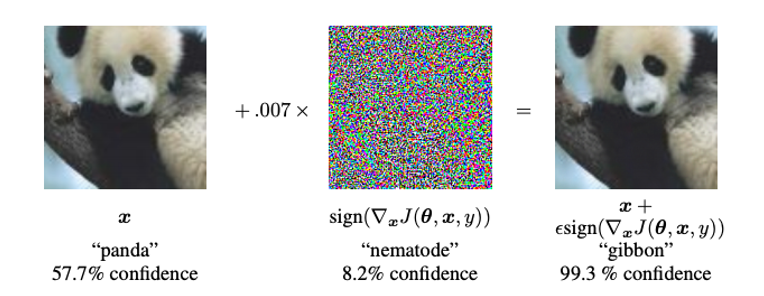 + .007 × =
x sign(∇ₓJ(θ, x, y)) x +
ϵsign(∇ₓJ(θ, x, y))
“panda” “nematode” “gibbon”
57.7% confidence 8.2% confidence 99.3 % confidence